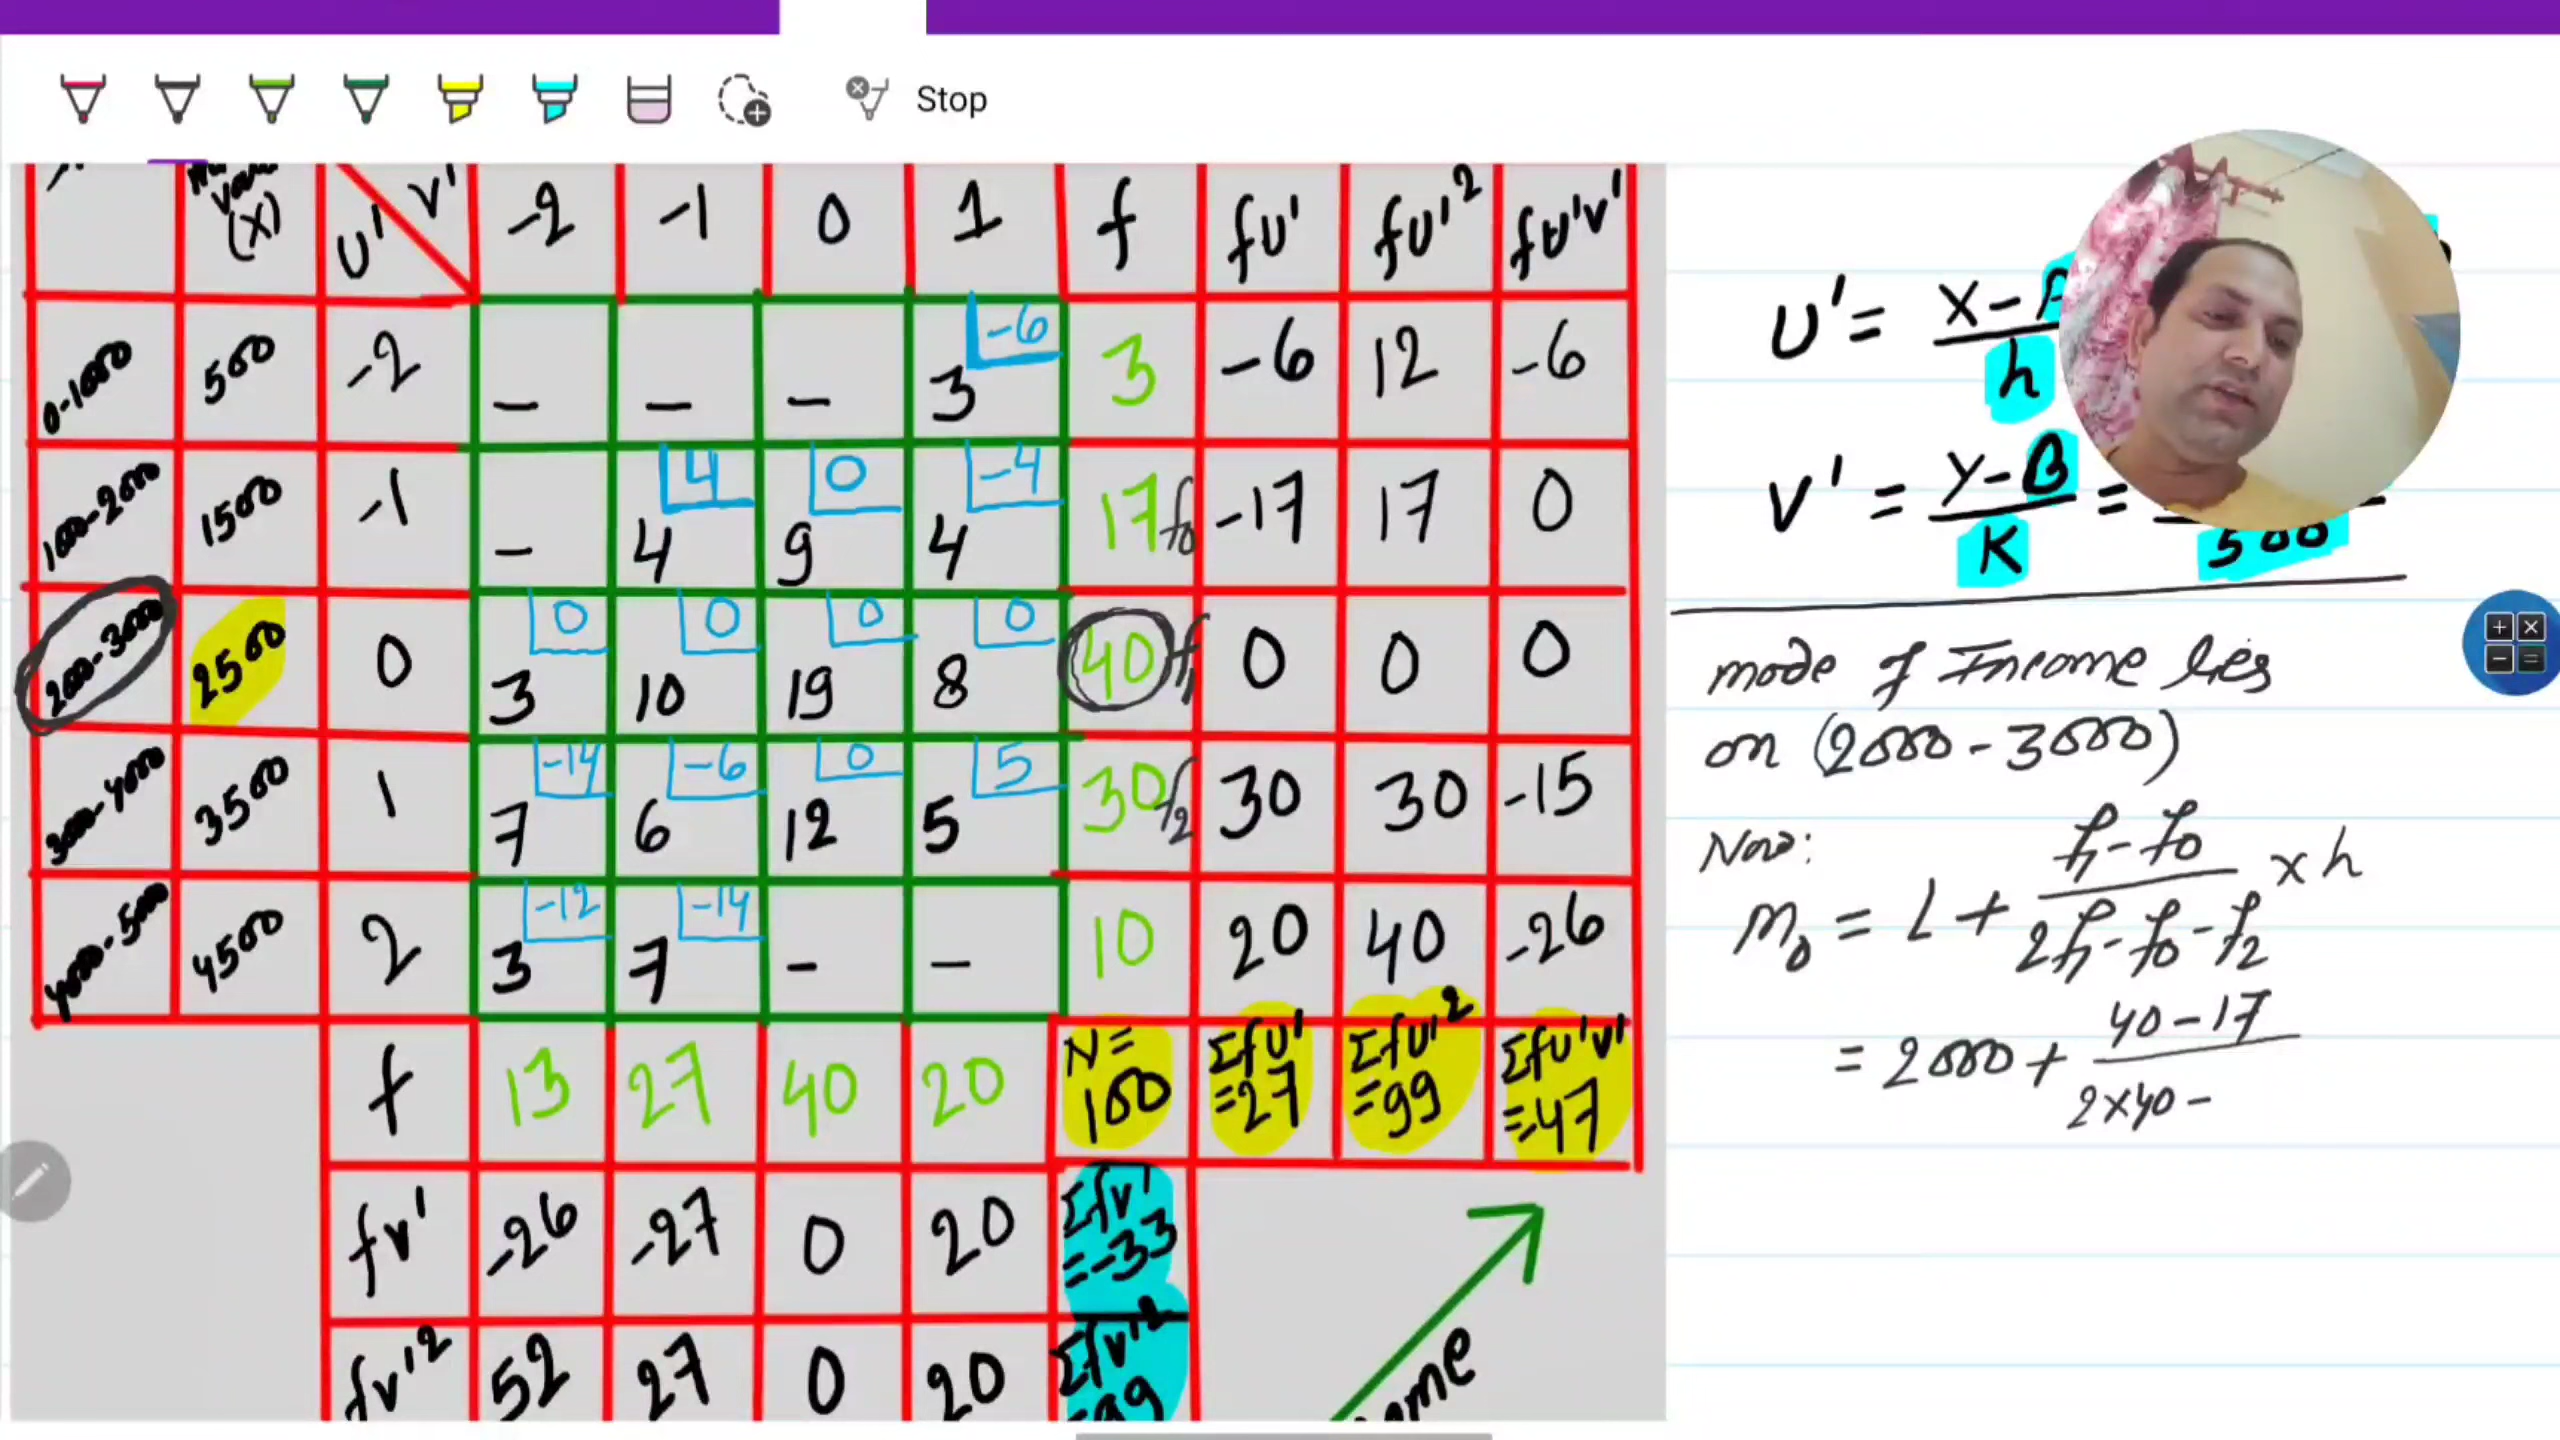 Stop
(X) U' V' -2 -1 0 1 f fU' fU'² fU'V'
0-1000 500 -2 - - - 3 -6 3 -6 12 -6
1000-2000 1500 -1 - 4 4 9 0 4 -4 17 f0 -17 17 0
2000-3000 2500 0 3 0 10 0 19 0 8 0 40 f1 0 0 0
3000-4000 3500 1 7 -14 6 -6 12 0 5 5 30 f2 30 30 -15
4000-5000 4500 2 3 -12 7 -14 - - 10 20 40 -26
f 13 27 40 20 N= 100 ΣfU' =27 ΣfU'² =99 ΣfU'V' =-47
fv' -26 -27 0 20 Σfv' =-33
fv'² 52 27 0 20 Σfv'² =99
U' = X-
h
V' = Y-B =
K 500
mode of Income lies
on (2000-3000)
Now:
M0 = L + f1-f0 / 2f1-f0-f2 × h
= 2000 + 40-17 / 2×40-